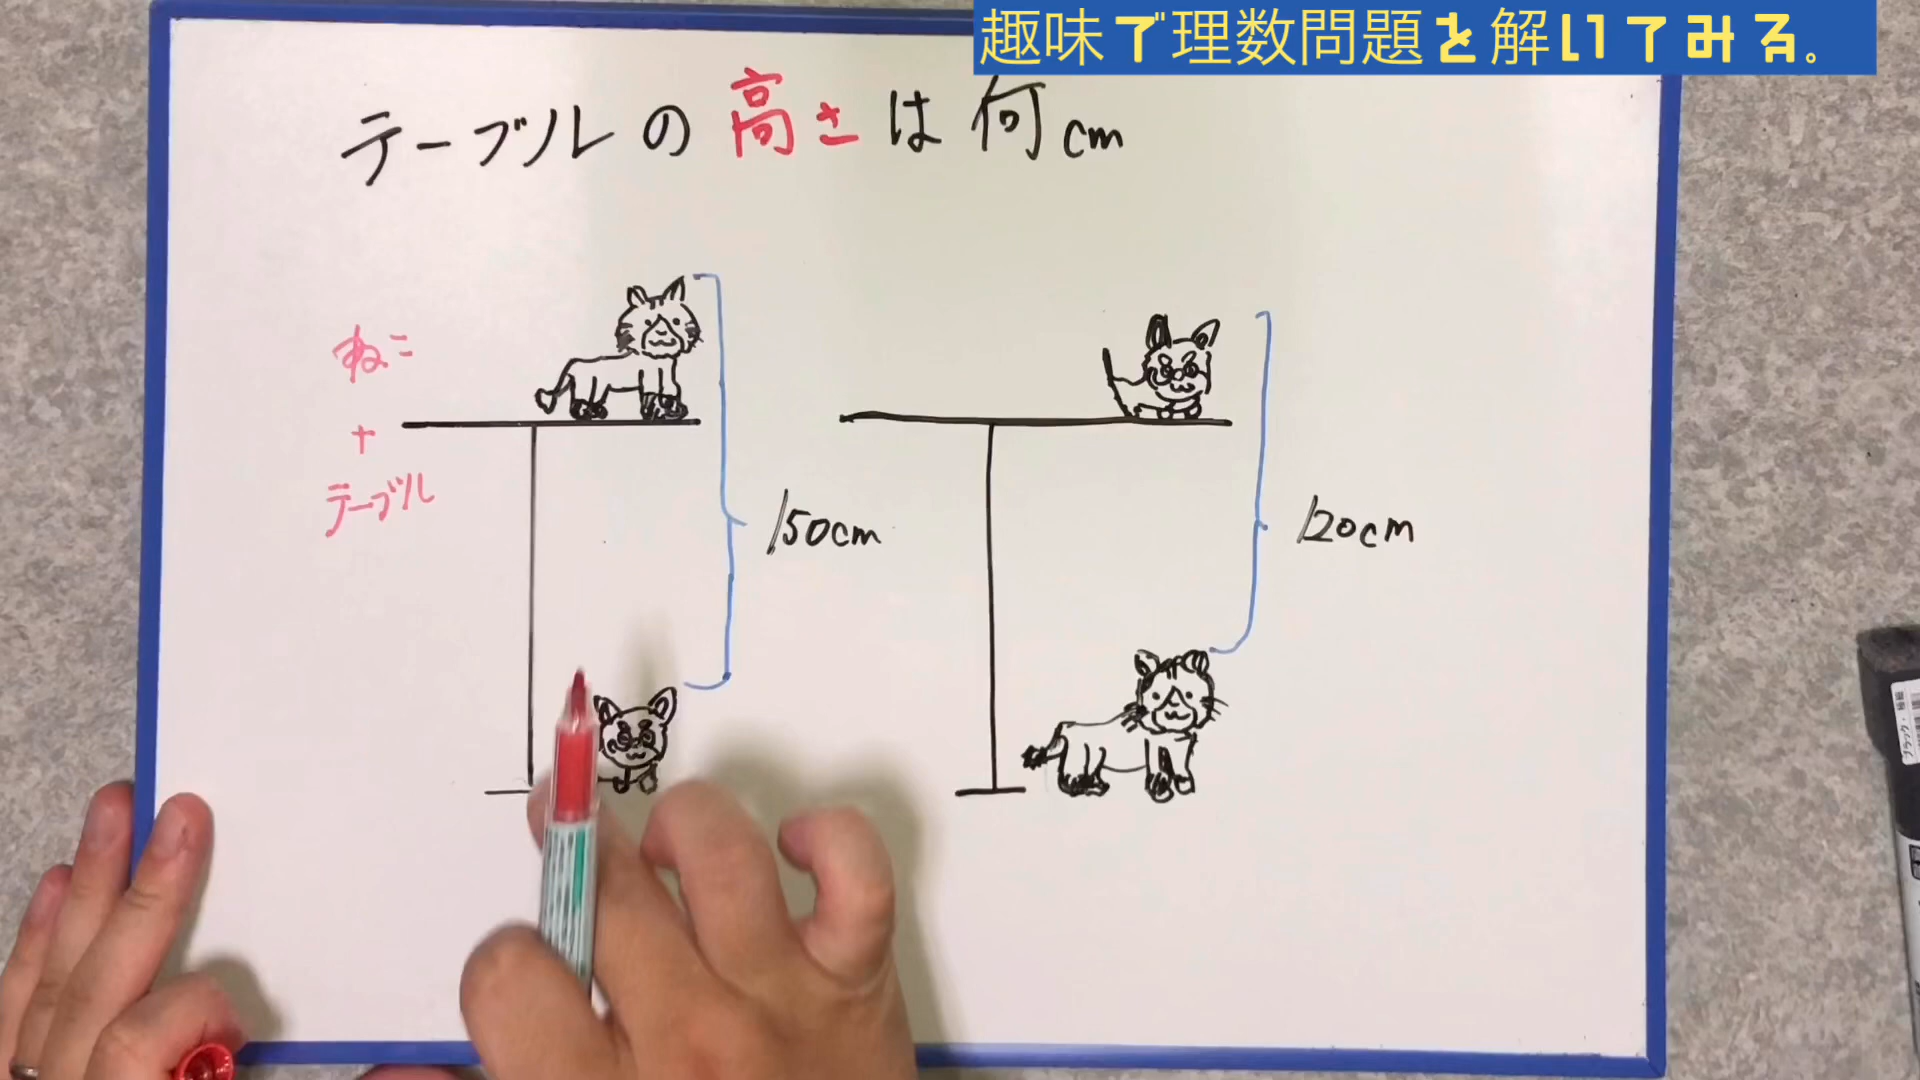 趣味で理数問題を解いてみる。
テーブルの高さは何cm
ねこ
+
テーブル
150cm
120cm